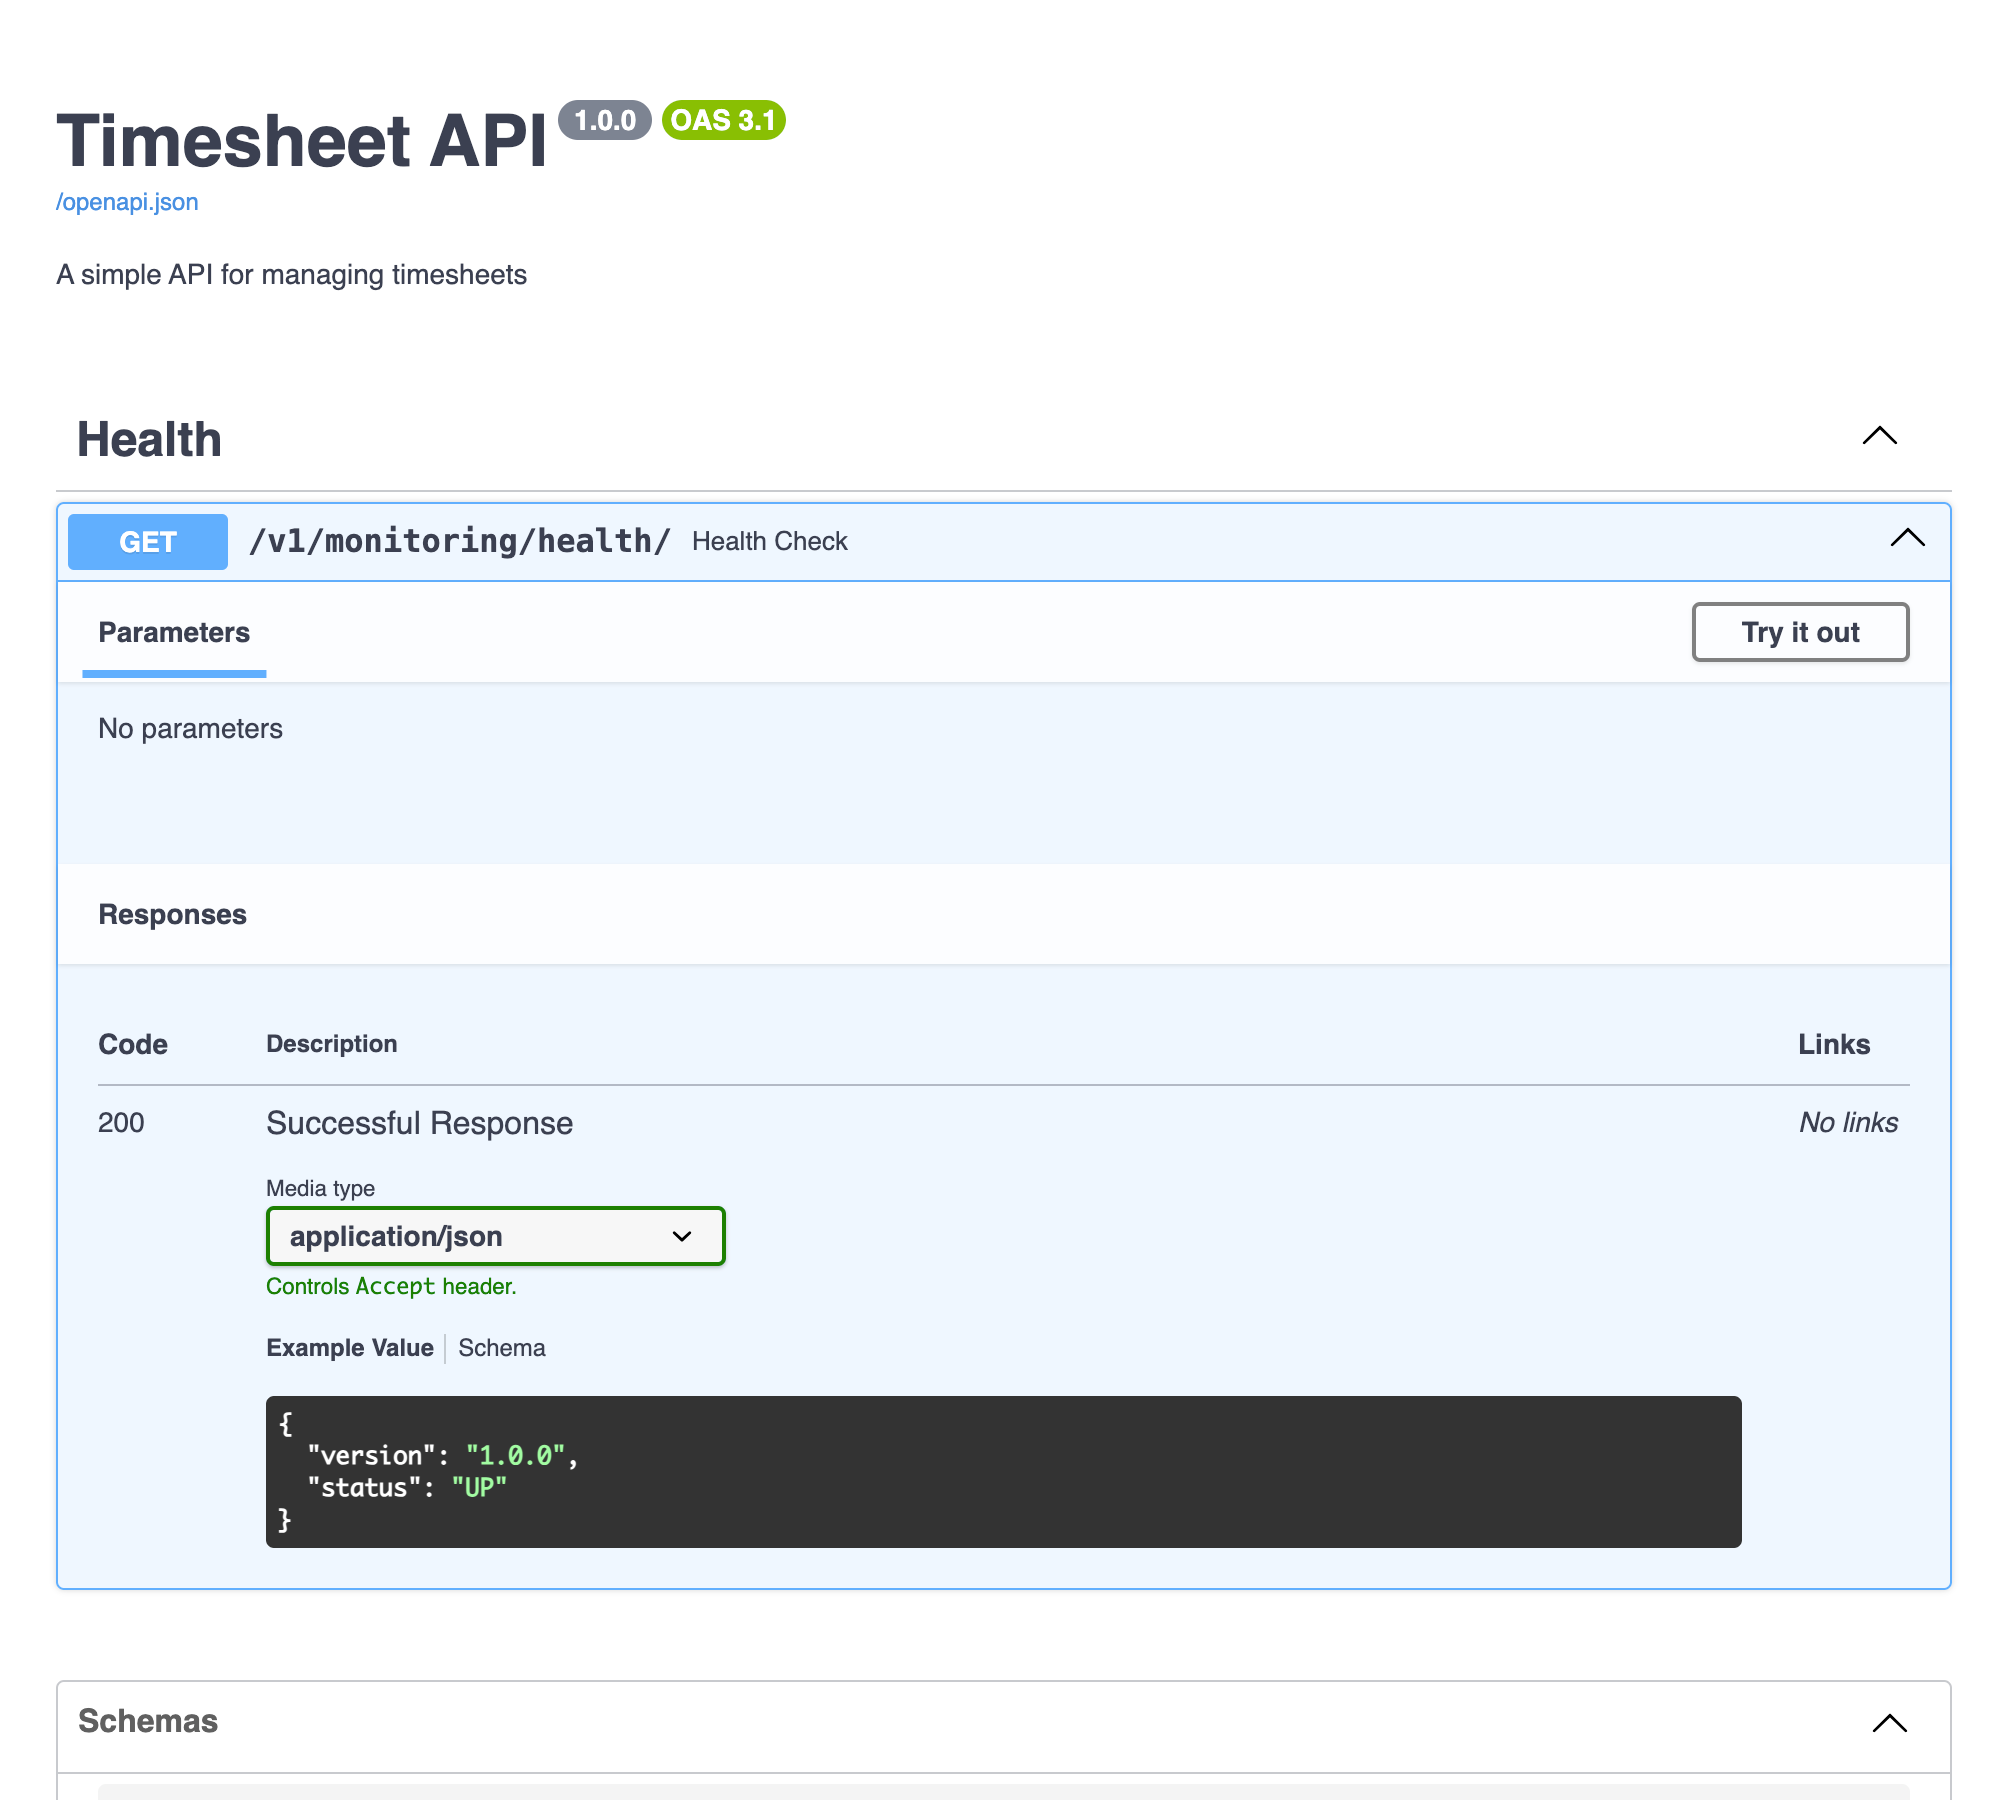 Timesheet API 1.0.0 OAS 3.1
/openapi.json
A simple API for managing timesheets
Health
GET /v1/monitoring/health/ Health Check
Parameters Try it out
No parameters
Responses
Code Description Links
200 Successful Response No links
Media type
application/json
Controls Accept header.
Example Value Schema
{
  "version": "1.0.0",
  "status": "UP"
}
Schemas